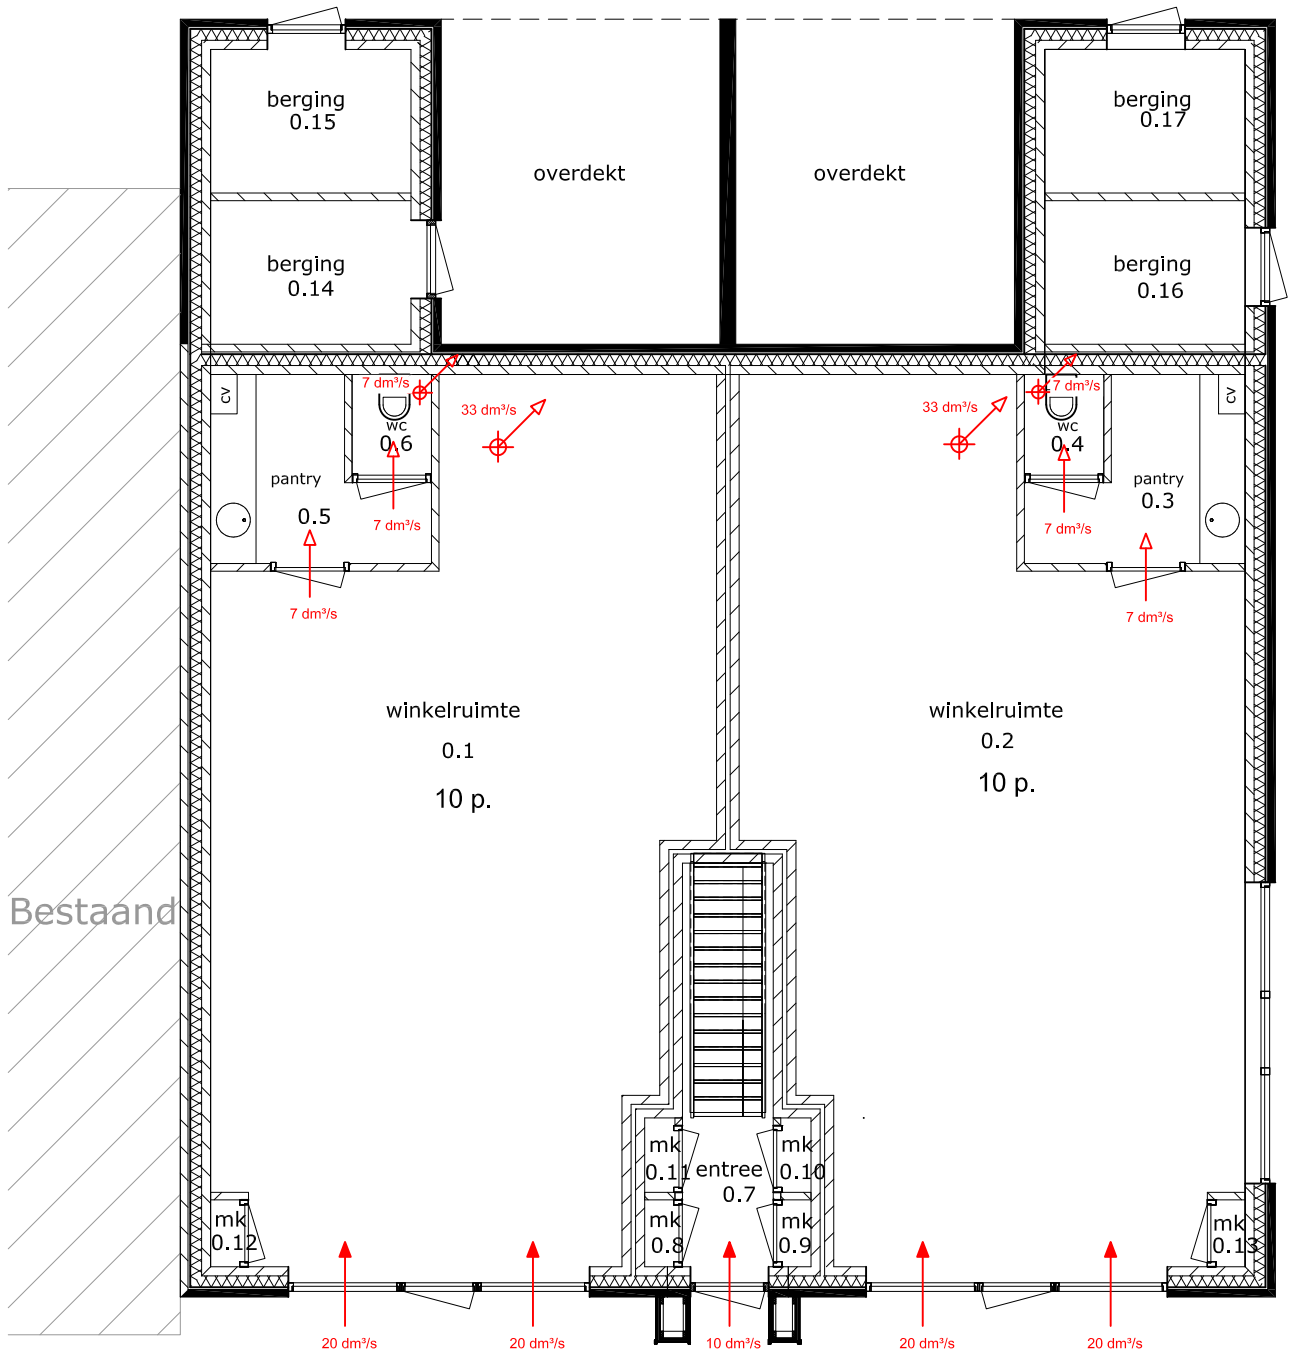 berging
0.15
berging
0.17
overdekt
overdekt
berging
0.14
berging
0.16
7 dm³/s
7 dm³/s
cv
cv
33 dm³/s
33 dm³/s
wc
0.6
wc
0.4
pantry
0.5
pantry
0.3
7 dm³/s
7 dm³/s
7 dm³/s
7 dm³/s
winkelruimte
0.1
10 p.
winkelruimte
0.2
10 p.
Bestaand
mk
0.11
mk
0.10
entree
0.7
mk
0.12
mk
0.8
mk
0.9
mk
0.13
20 dm³/s
20 dm³/s
10 dm³/s
20 dm³/s
20 dm³/s